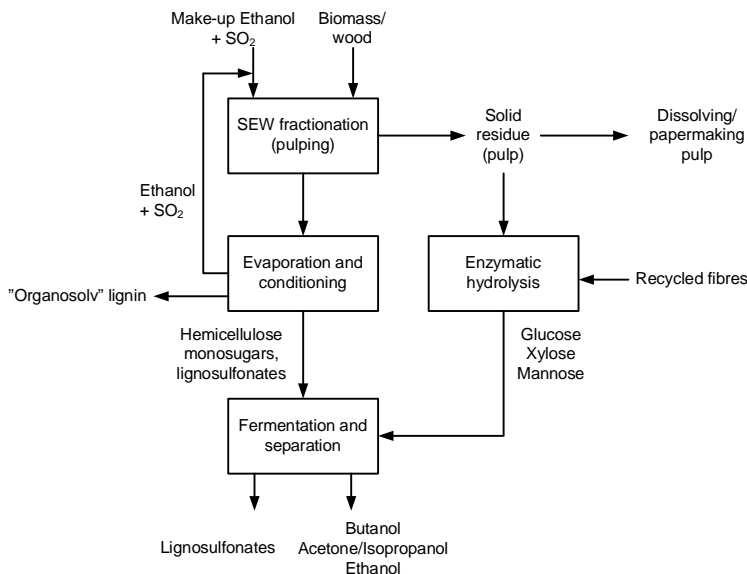 Make-up Ethanol
+ SO₂
Biomass/
wood
SEW fractionation
(pulping)
Solid
residue
(pulp)
Dissolving/
papermaking
pulp
Ethanol
+ SO₂
Evaporation and
conditioning
Enzymatic
hydrolysis
Recycled fibres
”Organosolv” lignin
Hemicellulose
monosugars,
lignosulfonates
Glucose
Xylose
Mannose
Fermentation and
separation
Lignosulfonates
Butanol
Acetone/Isopropanol
Ethanol